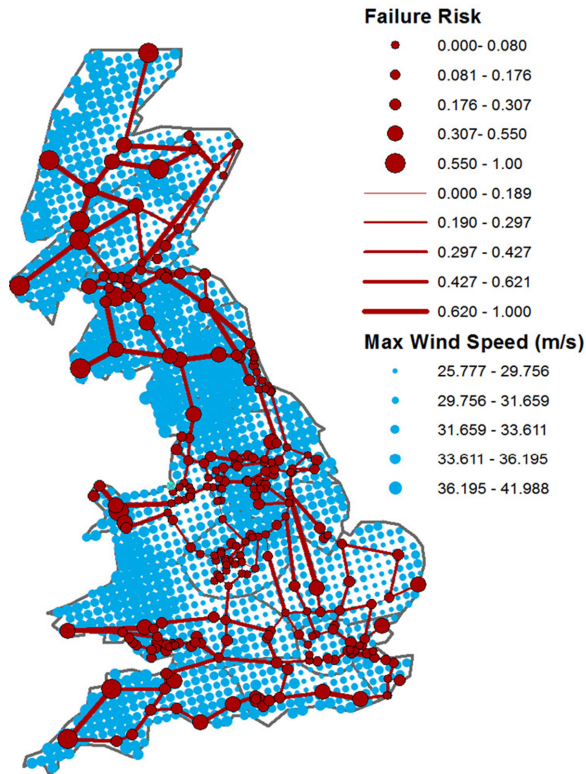 Failure Risk
0.000- 0.080
0.081 - 0.176
0.176 - 0.307
0.307 - 0.550
0.550 - 1.00
0.000 - 0.189
0.190 - 0.297
0.297 - 0.427
0.427 - 0.621
0.620 - 1.000
Max Wind Speed (m/s)
25.777 - 29.756
29.756 - 31.659
31.659 - 33.611
33.611 - 36.195
36.195 - 41.988